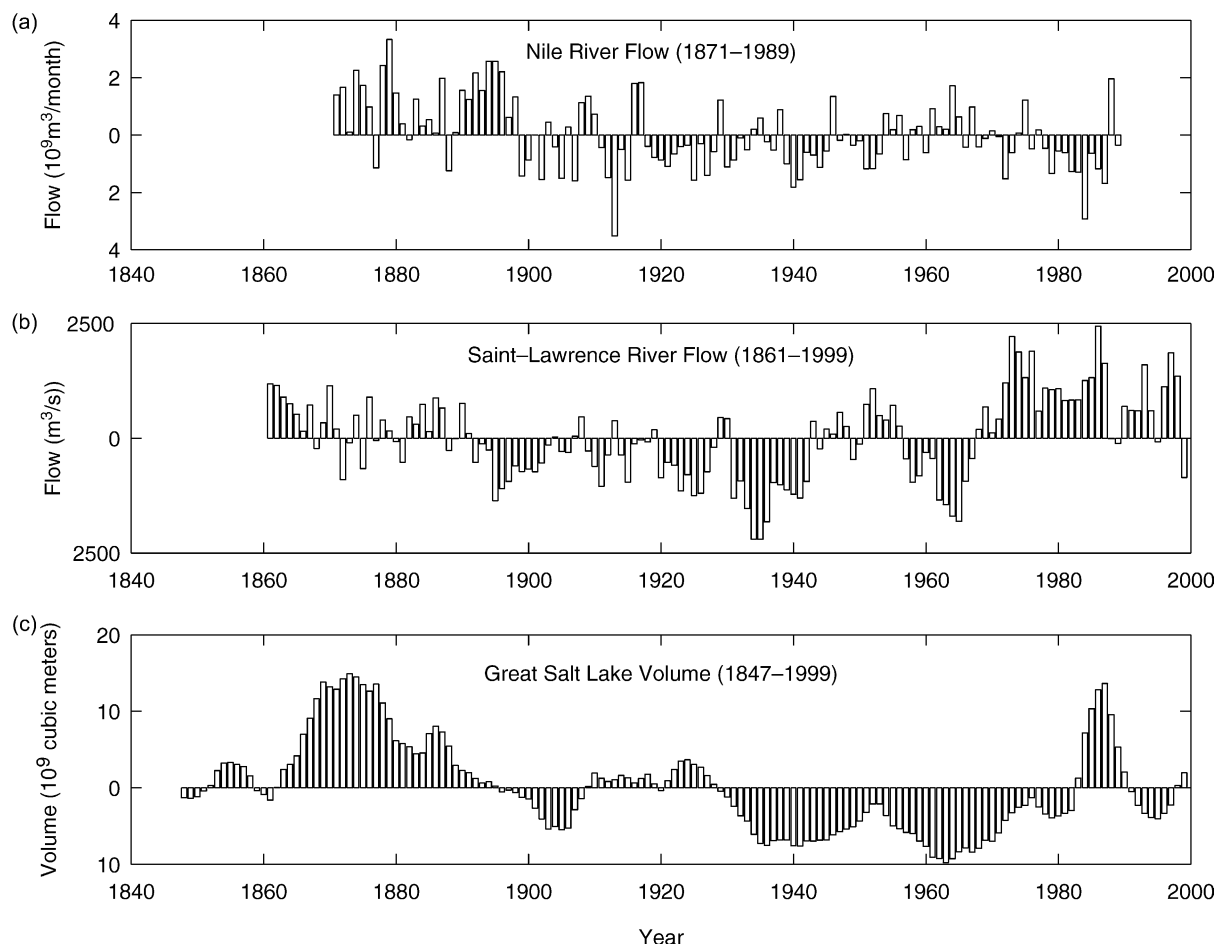 (a)
4
2
0
2
4
Flow (10⁹m³/month)
Nile River Flow (1871–1989)
1840 1860 1880 1900 1920 1940 1960 1980 2000
(b)
2500
0
2500
Flow (m³/s))
Saint–Lawrence River Flow (1861–1999)
1840 1860 1880 1900 1920 1940 1960 1980 2000
(c)
20
10
0
10
Volume (10⁹ cubic meters)
Great Salt Lake Volume (1847–1999)
1840 1860 1880 1900 1920 1940 1960 1980 2000
Year